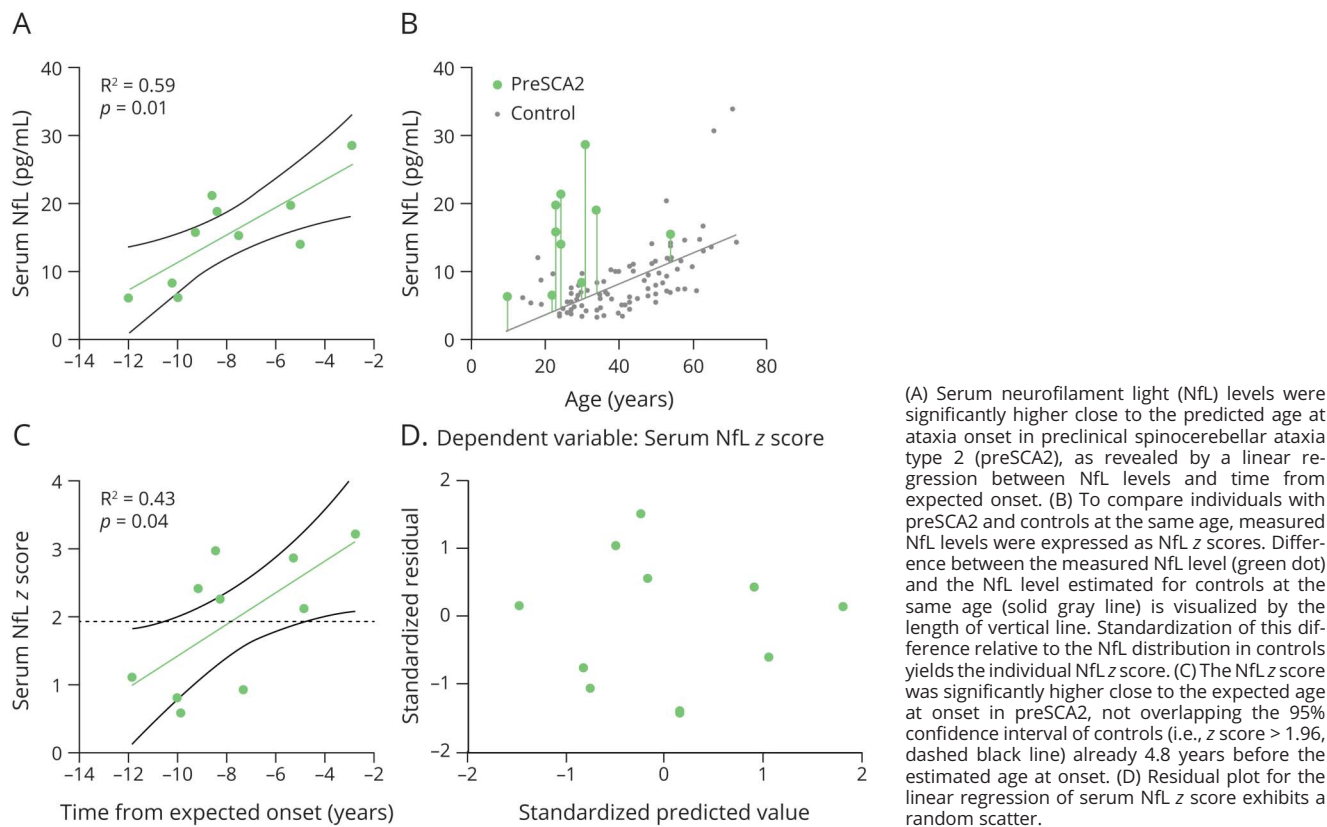 A
40
30
20
10
0
Serum NfL (pg/mL)
R² = 0.59
p = 0.01
−14 −12 −10 −8 −6 −4 −2
B
40
30
20
10
0
Serum NfL (pg/mL)
PreSCA2
Control
0 20 40 60 80
Age (years)
C
4
3
2
1
0
Serum NfL z score
R² = 0.43
p = 0.04
−14 −12 −10 −8 −6 −4 −2
Time from expected onset (years)
D. Dependent variable: Serum NfL z score
2
1
0
−1
−2
Standardized residual
−2 −1 0 1 2
Standardized predicted value
(A) Serum neurofilament light (NfL) levels were
significantly higher close to the predicted age at
ataxia onset in preclinical spinocerebellar ataxia
type 2 (preSCA2), as revealed by a linear re-
gression between NfL levels and time from
expected onset. (B) To compare individuals with
preSCA2 and controls at the same age, measured
NfL levels were expressed as NfL z scores. Differ-
ence between the measured NfL level (green dot)
and the NfL level estimated for controls at the
same age (solid gray line) is visualized by the
length of vertical line. Standardization of this dif-
ference relative to the NfL distribution in controls
yields the individual NfL z score. (C) The NfL z score
was significantly higher close to the expected age
at onset in preSCA2, not overlapping the 95%
confidence interval of controls (i.e., z score > 1.96,
dashed black line) already 4.8 years before the
estimated age at onset. (D) Residual plot for the
linear regression of serum NfL z score exhibits a
random scatter.